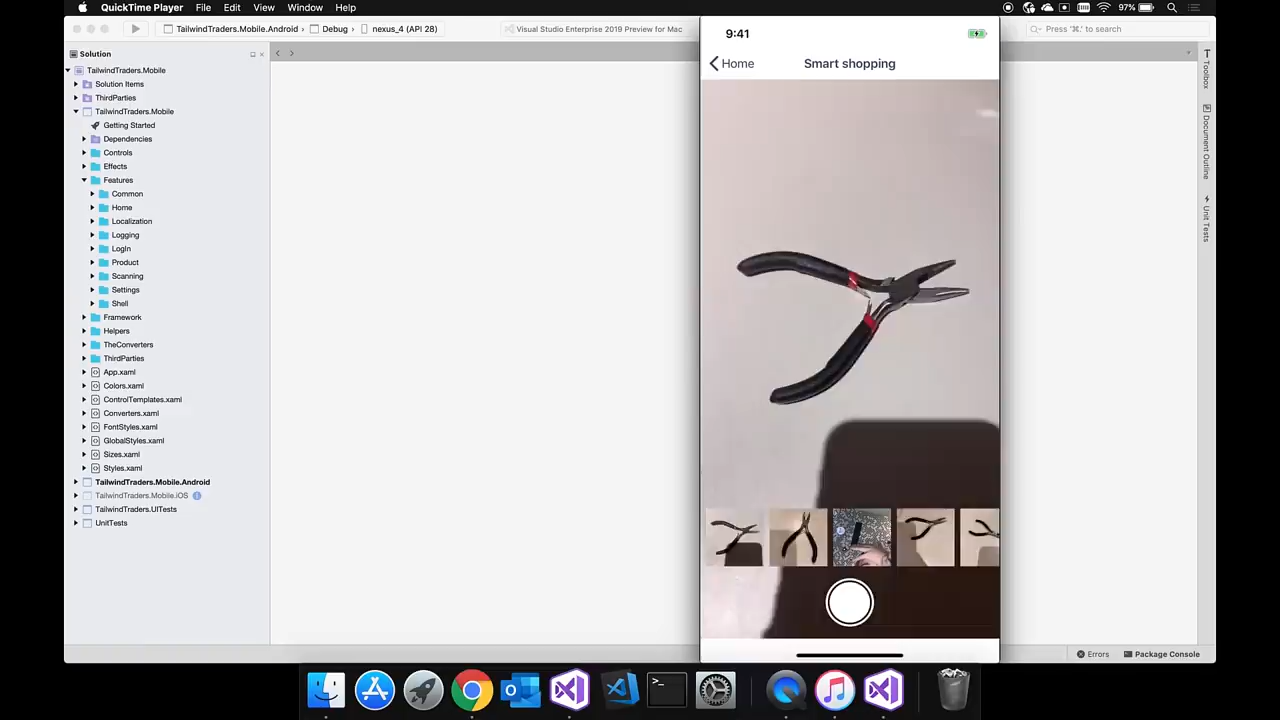 QuickTime Player File Edit View Window Help 97%
TailwindTraders.Mobile.Android › Debug › nexus_4 (API 28) Visual Studio Enterprise 2019 Preview for Mac Press '⌘.' to search
Solution
TailwindTraders.Mobile
Solution Items
ThirdParties
TailwindTraders.Mobile
Getting Started
Dependencies
Controls
Effects
Features
Common
Home
Localization
Logging
LogIn
Product
Scanning
Settings
Shell
Framework
Helpers
TheConverters
ThirdParties
App.xaml
Colors.xaml
ControlTemplates.xaml
Converters.xaml
FontStyles.xaml
GlobalStyles.xaml
Sizes.xaml
Styles.xaml
TailwindTraders.Mobile.Android
TailwindTraders.Mobile.iOS
TailwindTraders.UITests
UnitTests
9:41
Home Smart shopping
Toolbox
Document Outline
Unit Tests
Errors Package Console